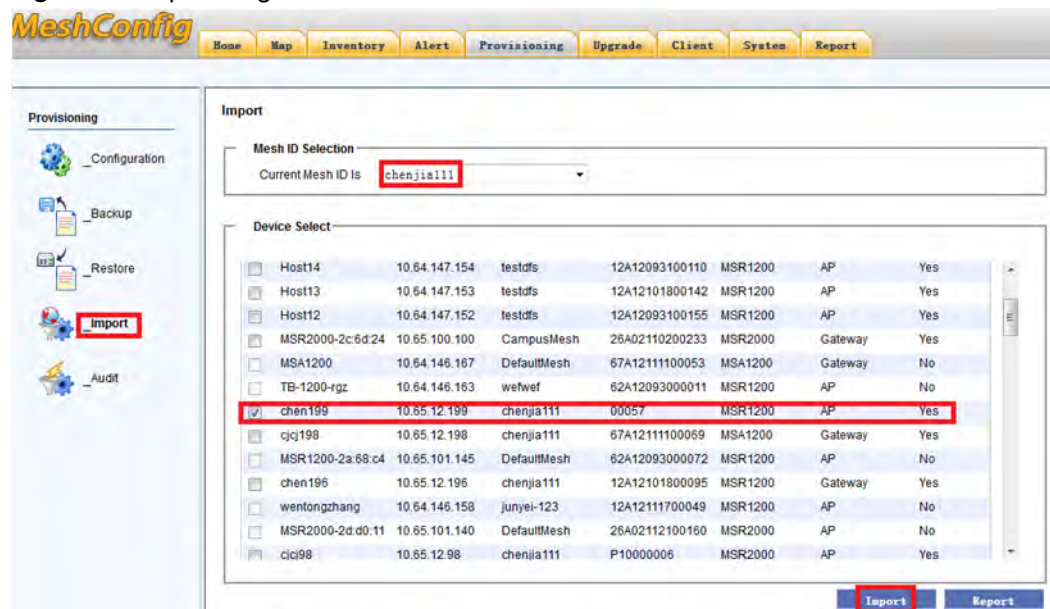 MeshConfig
Home Map Inventory Alert Provisioning Upgrade Client System Report
Provisioning
_Configuration
_Backup
_Restore
_Import
_Audit
Import
Mesh ID Selection
Current Mesh ID Is chenjia111
Device Select
Host14 10.64.147.154 testdfs 12A12093100110 MSR1200 AP Yes
Host13 10.64.147.153 testdfs 12A12101800142 MSR1200 AP Yes
Host12 10.64.147.152 testdfs 12A12093100155 MSR1200 AP Yes
MSR2000-2c:6d:24 10.65.100.100 CampusMesh 26A02110200233 MSR2000 Gateway Yes
MSA1200 10.64.146.167 DefaultMesh 67A12111100053 MSA1200 Gateway No
TB-1200-rgz 10.64.146.163 wefwef 62A12093000011 MSR1200 AP No
chen199 10.65.12.199 chenjia111 00057 MSR1200 AP Yes
cjcj198 10.65.12.198 chenjia111 67A12111100069 MSA1200 Gateway Yes
MSR1200-2a:68:c4 10.65.101.145 DefaultMesh 62A12093000072 MSR1200 AP No
chen196 10.65.12.196 chenjia111 12A12101800095 MSR1200 Gateway Yes
wentongzhang 10.64.146.158 junyei-123 12A12111700049 MSR1200 AP No
MSR2000-2d:d0:11 10.65.101.140 DefaultMesh 26A02112100160 MSR2000 AP No
cjcj98 10.65.12.98 chenjia111 P10000006 MSR2000 AP Yes
Import Report